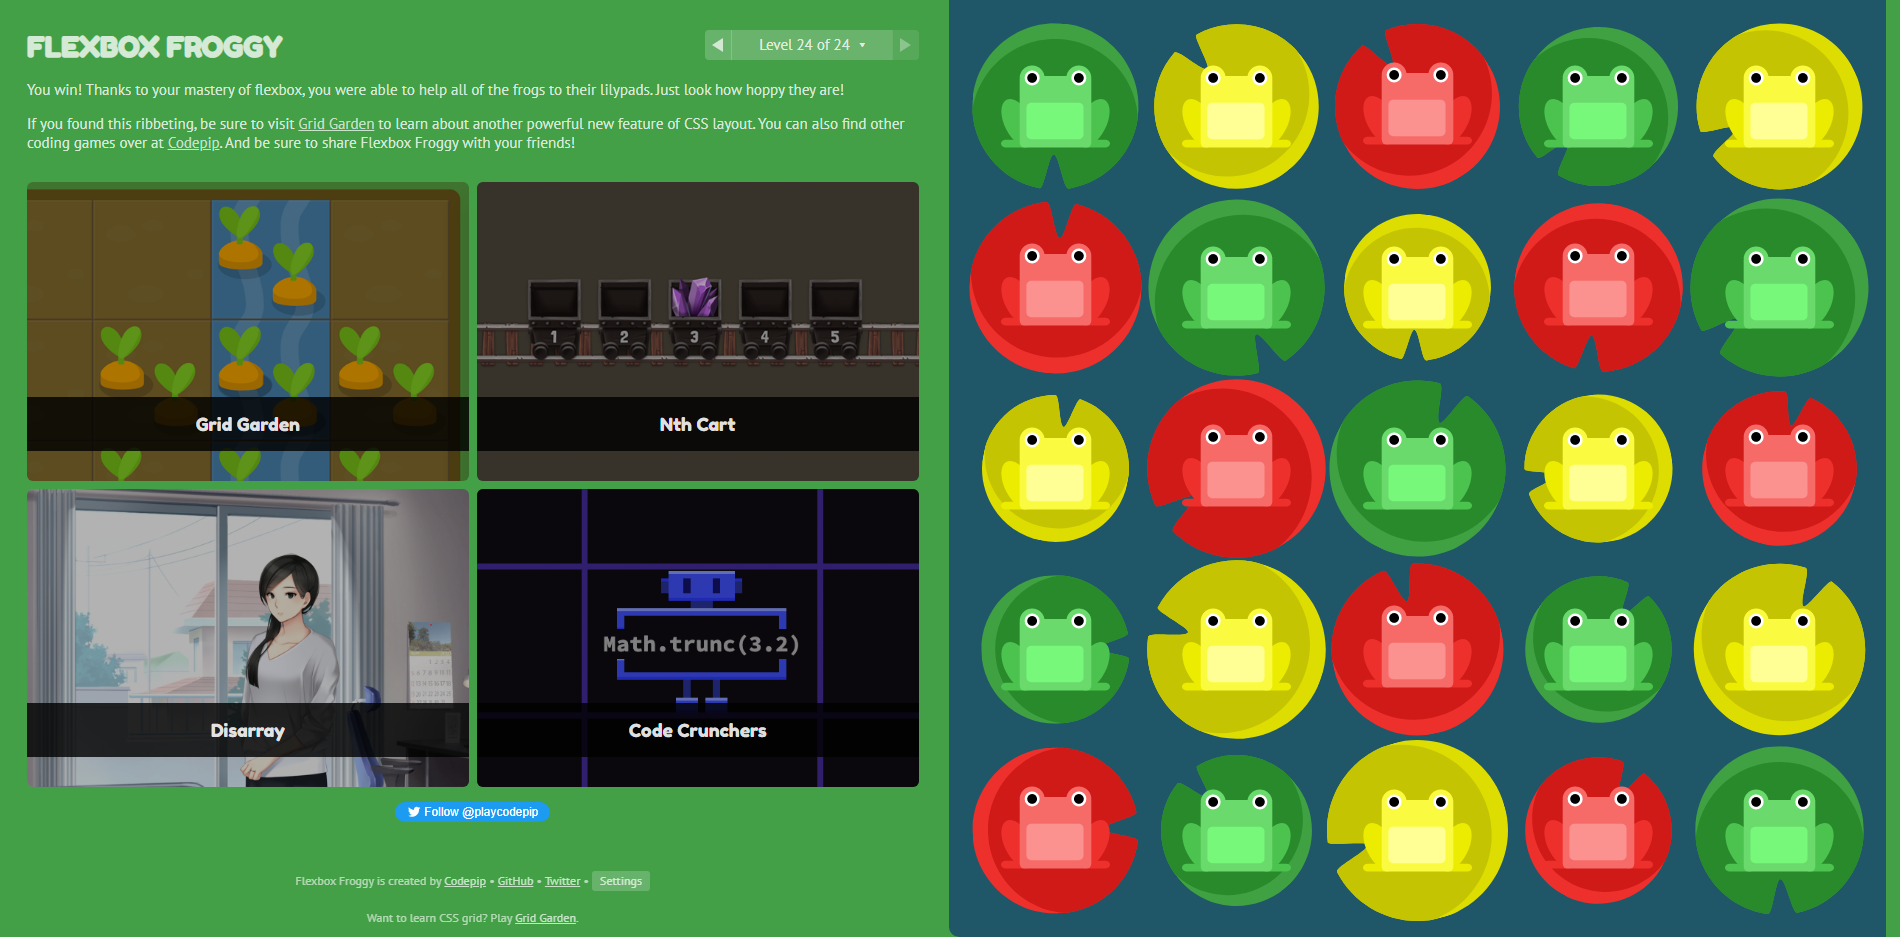 FLEXBOX FROGGY
Level 24 of 24
You win! Thanks to your mastery of flexbox, you were able to help all of the frogs to their lilypads. Just look how hoppy they are!
If you found this ribbeting, be sure to visit Grid Garden to learn about another powerful new feature of CSS layout. You can also find other
coding games over at Codepip. And be sure to share Flexbox Froggy with your friends!
1 2 3 4 5
Grid Garden
Nth Cart
Math.trunc(3.2)
Disarray
Code Crunchers
Follow @playcodepip
Flexbox Froggy is created by Codepip • GitHub • Twitter • Settings
Want to learn CSS grid? Play Grid Garden.